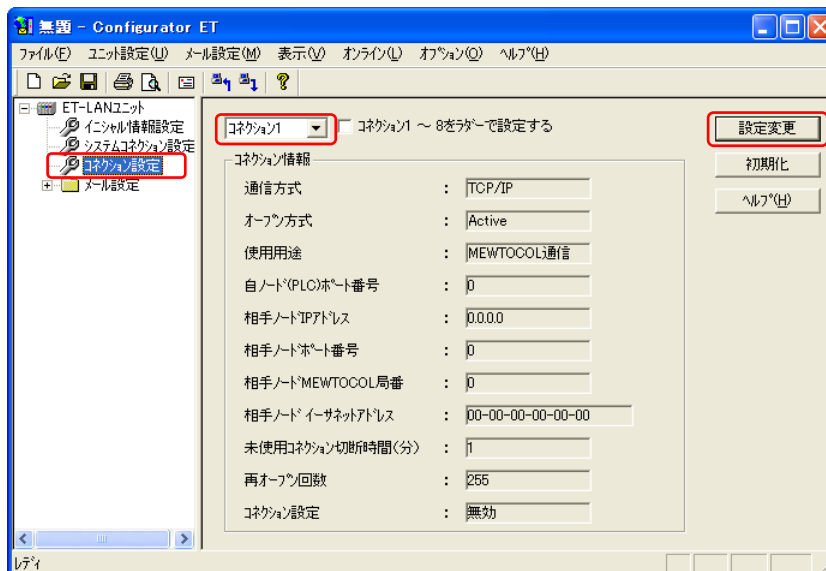 無題 - Configurator ET
ファイル(F) ユニット設定(U) メール設定(M) 表示(V) オンライン(L) オプション(O) ヘルプ(H)
ET-LANユニット
イニシャル情報設定
システムコネクション設定
コネクション設定
メール設定
コネクション1
コネクション1 ～ 8をラダーで設定する
設定変更
初期化
ヘルプ(H)
コネクション情報
通信方式 : TCP/IP
オープン方式 : Active
使用用途 : MEWTOCOL通信
自ノード(PLC)ポート番号 : 0
相手ノードIPアドレス : 0.0.0.0
相手ノードポート番号 : 0
相手ノードMEWTOCOL局番 : 0
相手ノードイーサネットアドレス : 00-00-00-00-00-00
未使用コネクション切断時間(分) : 1
再オープン回数 : 255
コネクション設定 : 無効
レディ